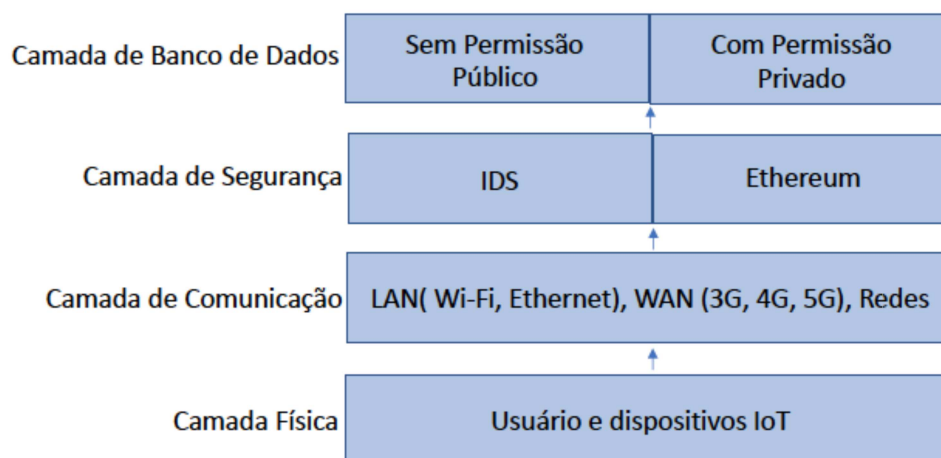 Camada de Banco de Dados
Sem Permissão
Público
Com Permissão
Privado
Camada de Segurança
IDS
Ethereum
Camada de Comunicação
LAN( Wi-Fi, Ethernet), WAN (3G, 4G, 5G), Redes
Camada Física
Usuário e dispositivos IoT